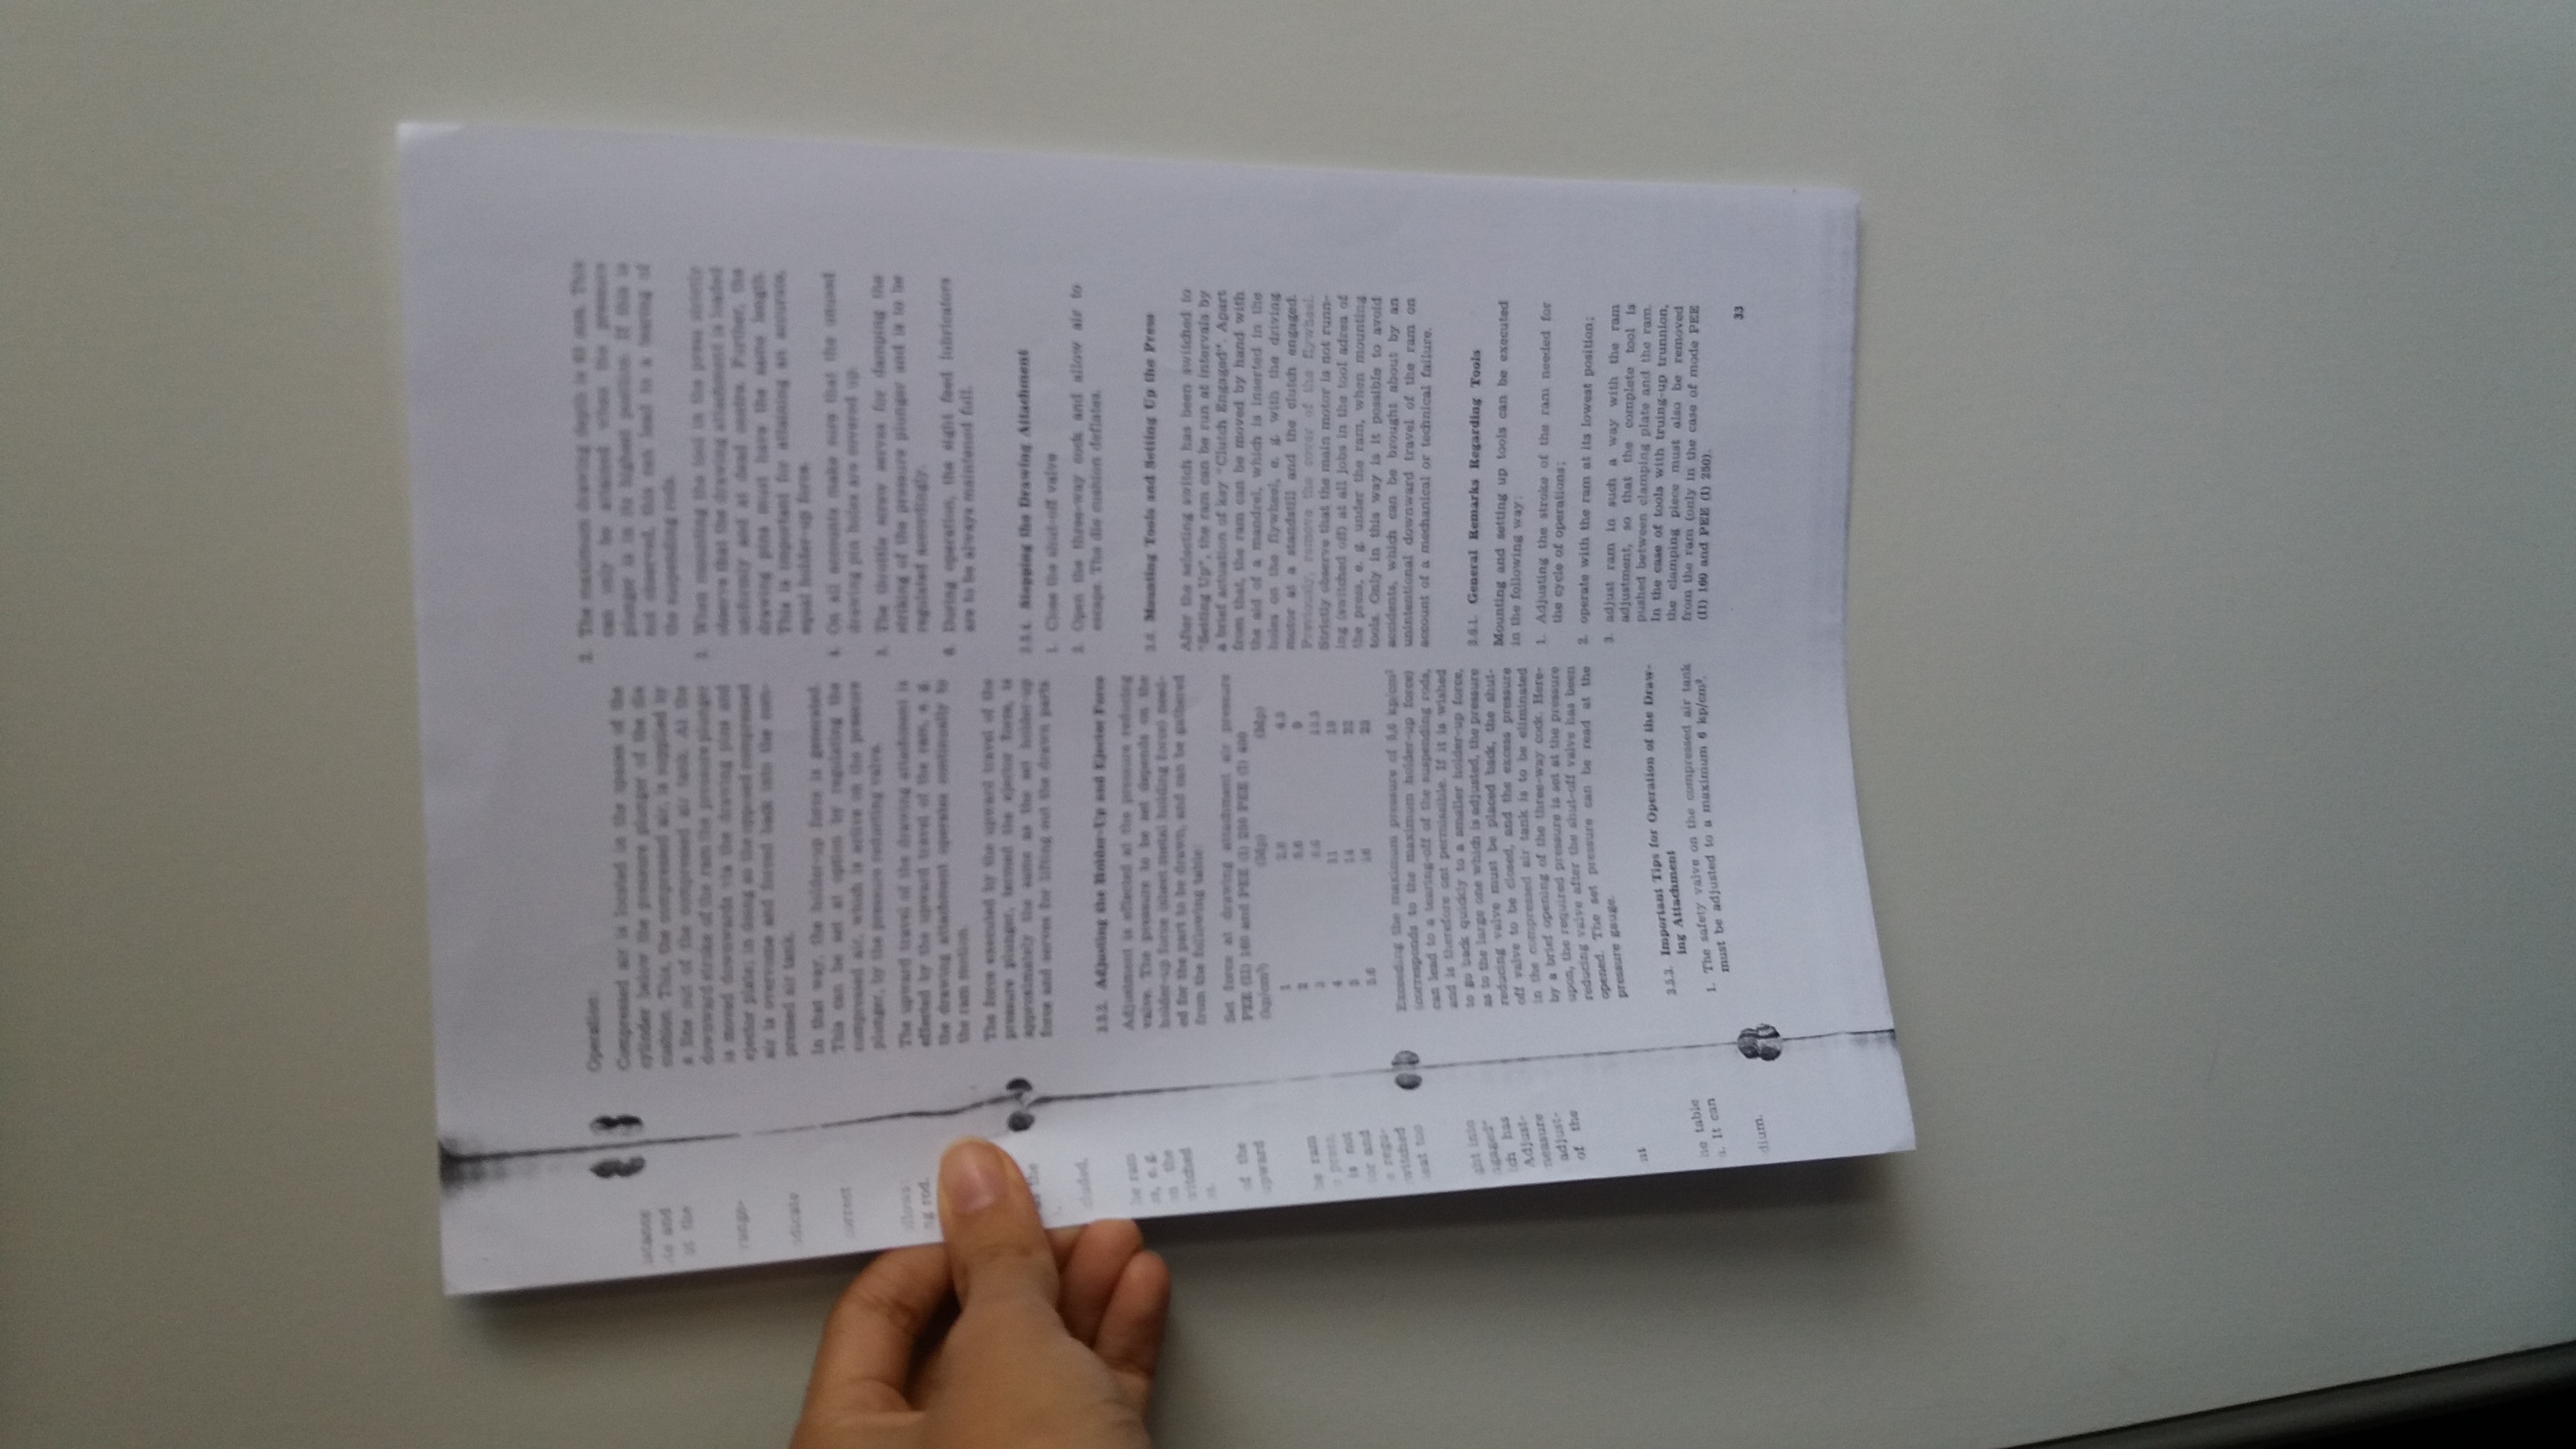 istance
te and
at the
range-
ndicate
correct
ollows:
ng rod.
as the
cluded,
he ram
e. g.
on the
witched
of the
upward
he ram
press,
is not
tor and
e regu-
witched
leat too
ght into
ngaged"
ich has
Adjust-
neasure
adjust-
of the
nt
he table
It can
dium.
Operation:
Compressed air is located in the spaces of the
cylinder below the pressure plunger of the die
cushion. This, the compressed air, is supplied by
a line out of the compressed air tank. At the
downward stroke of the ram the pressure plunger
is moved downwards via the drawing pins and
ejector plate; in doing so the opposed compressed
air is overcome and forced back into the com-
pressed air tank.
In that way, the holder-up force is generated.
This can be set at option by regulating the
compressed air, which is active on the pressure
plunger, by the pressure reducting valve.
The upward travel of the drawing attachment is
effected by the upward travel of the ram, e. g.
the drawing attachment operates continually to
the ram motion.
The force executed by the upward travel of the
pressure plunger, termed the ejector force, is
approximately the same as the set holder-up
force and serves for lifting out the drawn parts.
3.5.2. Adjusting the Holder-Up and Ejector Force
Adjustment is effected at the pressure reducing
valve. The pressure to be set depends on the
holder-up force (sheet metal holding force) need-
ed for the part to be drawn, and can be gathered
from the following table:
Set force at drawing attachment air pressure
PEE (II) 160 and PEE (I) 250 PEE (I) 400
(kp/cm²) (Mp) (Mp)
1 2.8 4.5
2 5.6 9
3 13.5
4 11 18
5 14 22
5.6 16 25
Exceeding the maximum pressure of 5,6 kp/cm²
(corresponds to the maximum holder-up force)
can lead to a tearing-off of the suspending rods,
and is therefore ont permissible. If it is wished
to go back quickly to a smaller holder-up force,
as to the large one which is adjusted, the pressure
reducing valve must be placed back, the shut-
off valve to be closed, and the excess pressure
in the compressed air tank is to be eliminated
by a brief opening of the three-way cock. Here-
upon, the required pressure is set at the pressure
reducing valve after the shut-off valve has been
opened. The set pressure can be read at the
pressure gauge.
3.5.3. Important Tips for Operation of the Draw-
ing Attachment
1. The safety valve on the compressed air tank
must be adjusted to a maximum 6 kp/cm².
2. The maximum drawing depth is 63 mm. This
can only be attained when the pressure
plunger is in its highest position. If this is
not observed, this can lead to a tearing of
the suspending rods.
3. When mounting the tool in the press strictly
observe that the drawing attachment is loaded
uniformly and at dead centre. Further, the
drawing pins must have the same length.
This is important for attaining an accurate,
equal holder-up force.
4. On all accounts make sure that the unused
drawing pin holes are covered up.
5. The throttle screw serves for damping the
striking of the pressure plunger and is to be
regulated accordingly.
6. During operation, the sight feed lubricators
are to be always maintened full.
3.5.4. Stopping the Drawing Attachment
1. Close the shut-off valve
2. Open the three-way cock and allow air to
escape. The die cushion deflates.
3.6. Mounting Tools and Setting Up the Press
After the selecting switch has been switched to
"Setting Up", the ram can be run at intervals by
a brief actuation of key "Clutch Engaged". Apart
from that, the ram can be moved by hand with
the aid of a mandrel, which is inserted in the
holes on the flywheel, e. g. with the driving
motor at a standstill and the clutch engaged.
Previously, remove the cover of the flywheel.
Strictly observe that the main motor is not runn-
ing (switched off) at all jobs in the tool adrea of
the press, e. g. under the ram, when mounting
tools. Only in this way is it possible to avoid
accidents, which can be brought about by an
unintentional downward travel of the ram on
account of a mechanical or technical failure.
3.6.1. General Remarks Regarding Tools
Mounting and setting up tools can be executed
in the following way:
1. Adjusting the stroke of the ram needed for
the cycle of operations;
2. operate with the ram at its lowest position;
3. adjust ram in such a way with the ram
adjustment, so that the complete tool is
pushed between clamping plate and the ram.
In the case of tools with truing-up trunnion,
the clamping piece must also be removed
from the ram (only in the case of mode PEE
(II) 160 and PEE (I) 250).
33